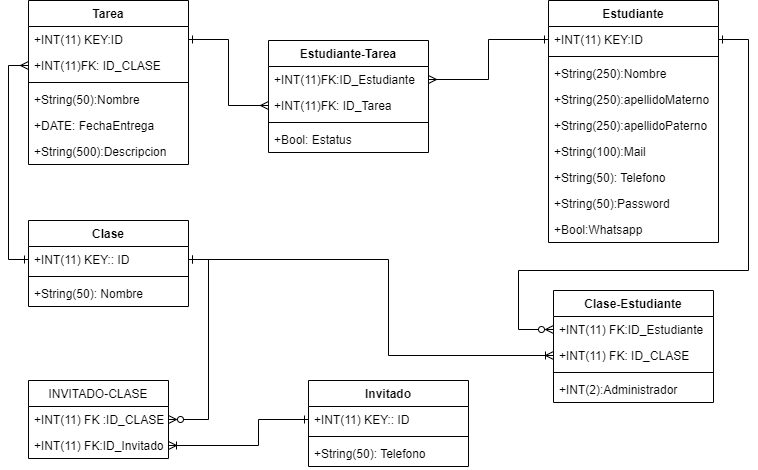 Tarea
+INT(11) KEY:ID
+INT(11)FK: ID_CLASE
+String(50):Nombre
+DATE: FechaEntrega
+String(500):Descripcion
Estudiante-Tarea
+INT(11)FK:ID_Estudiante
+INT(11)FK: ID_Tarea
+Bool: Estatus
Estudiante
+INT(11) KEY:ID
+String(250):Nombre
+String(250):apellidoMaterno
+String(250):apellidoPaterno
+String(100):Mail
+String(50): Telefono
+String(50):Password
+Bool:Whatsapp
Clase
+INT(11) KEY:: ID
+String(50): Nombre
Clase-Estudiante
+INT(11) FK:ID_Estudiante
+INT(11) FK: ID_CLASE
+INT(2):Administrador
INVITADO-CLASE
+INT(11) FK :ID_CLASE
+INT(11) FK:ID_Invitado
Invitado
+INT(11) KEY:: ID
+String(50): Telefono